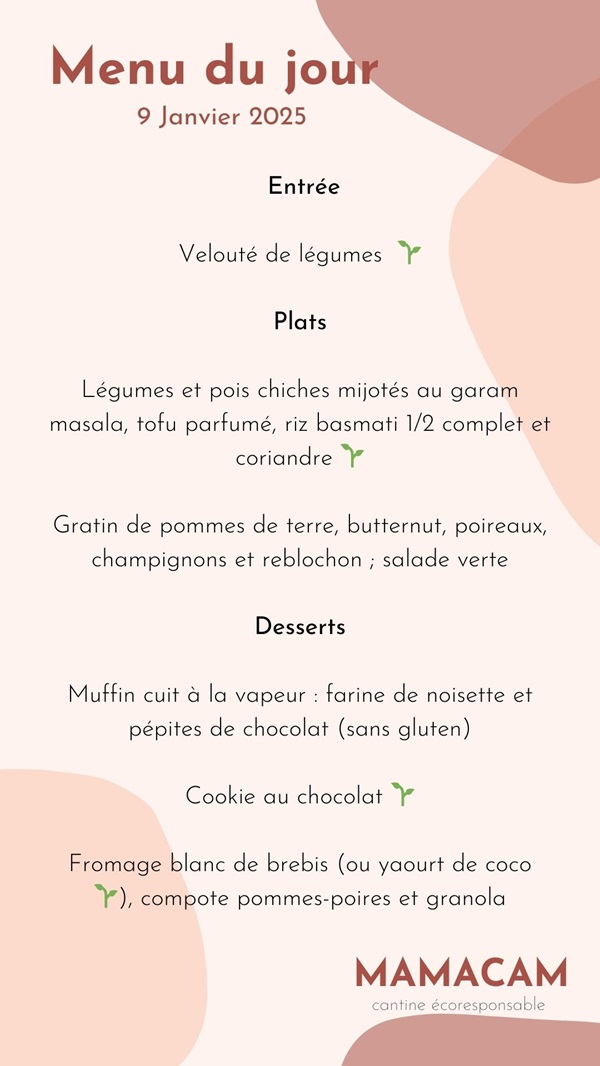 Menu du jour
9 Janvier 2025
Entrée
Velouté de légumes
Plats
Légumes et pois chiches mijotés au garam
masala, tofu parfumé, riz basmati 1/2 complet et
coriandre
Gratin de pommes de terre, butternut, poireaux,
champignons et reblochon ; salade verte
Desserts
Muffin cuit à la vapeur : farine de noisette et
pépites de chocolat (sans gluten)
Cookie au chocolat
Fromage blanc de brebis (ou yaourt de coco
), compote pommes-poires et granola
MAMACAM
cantine écoresponsable